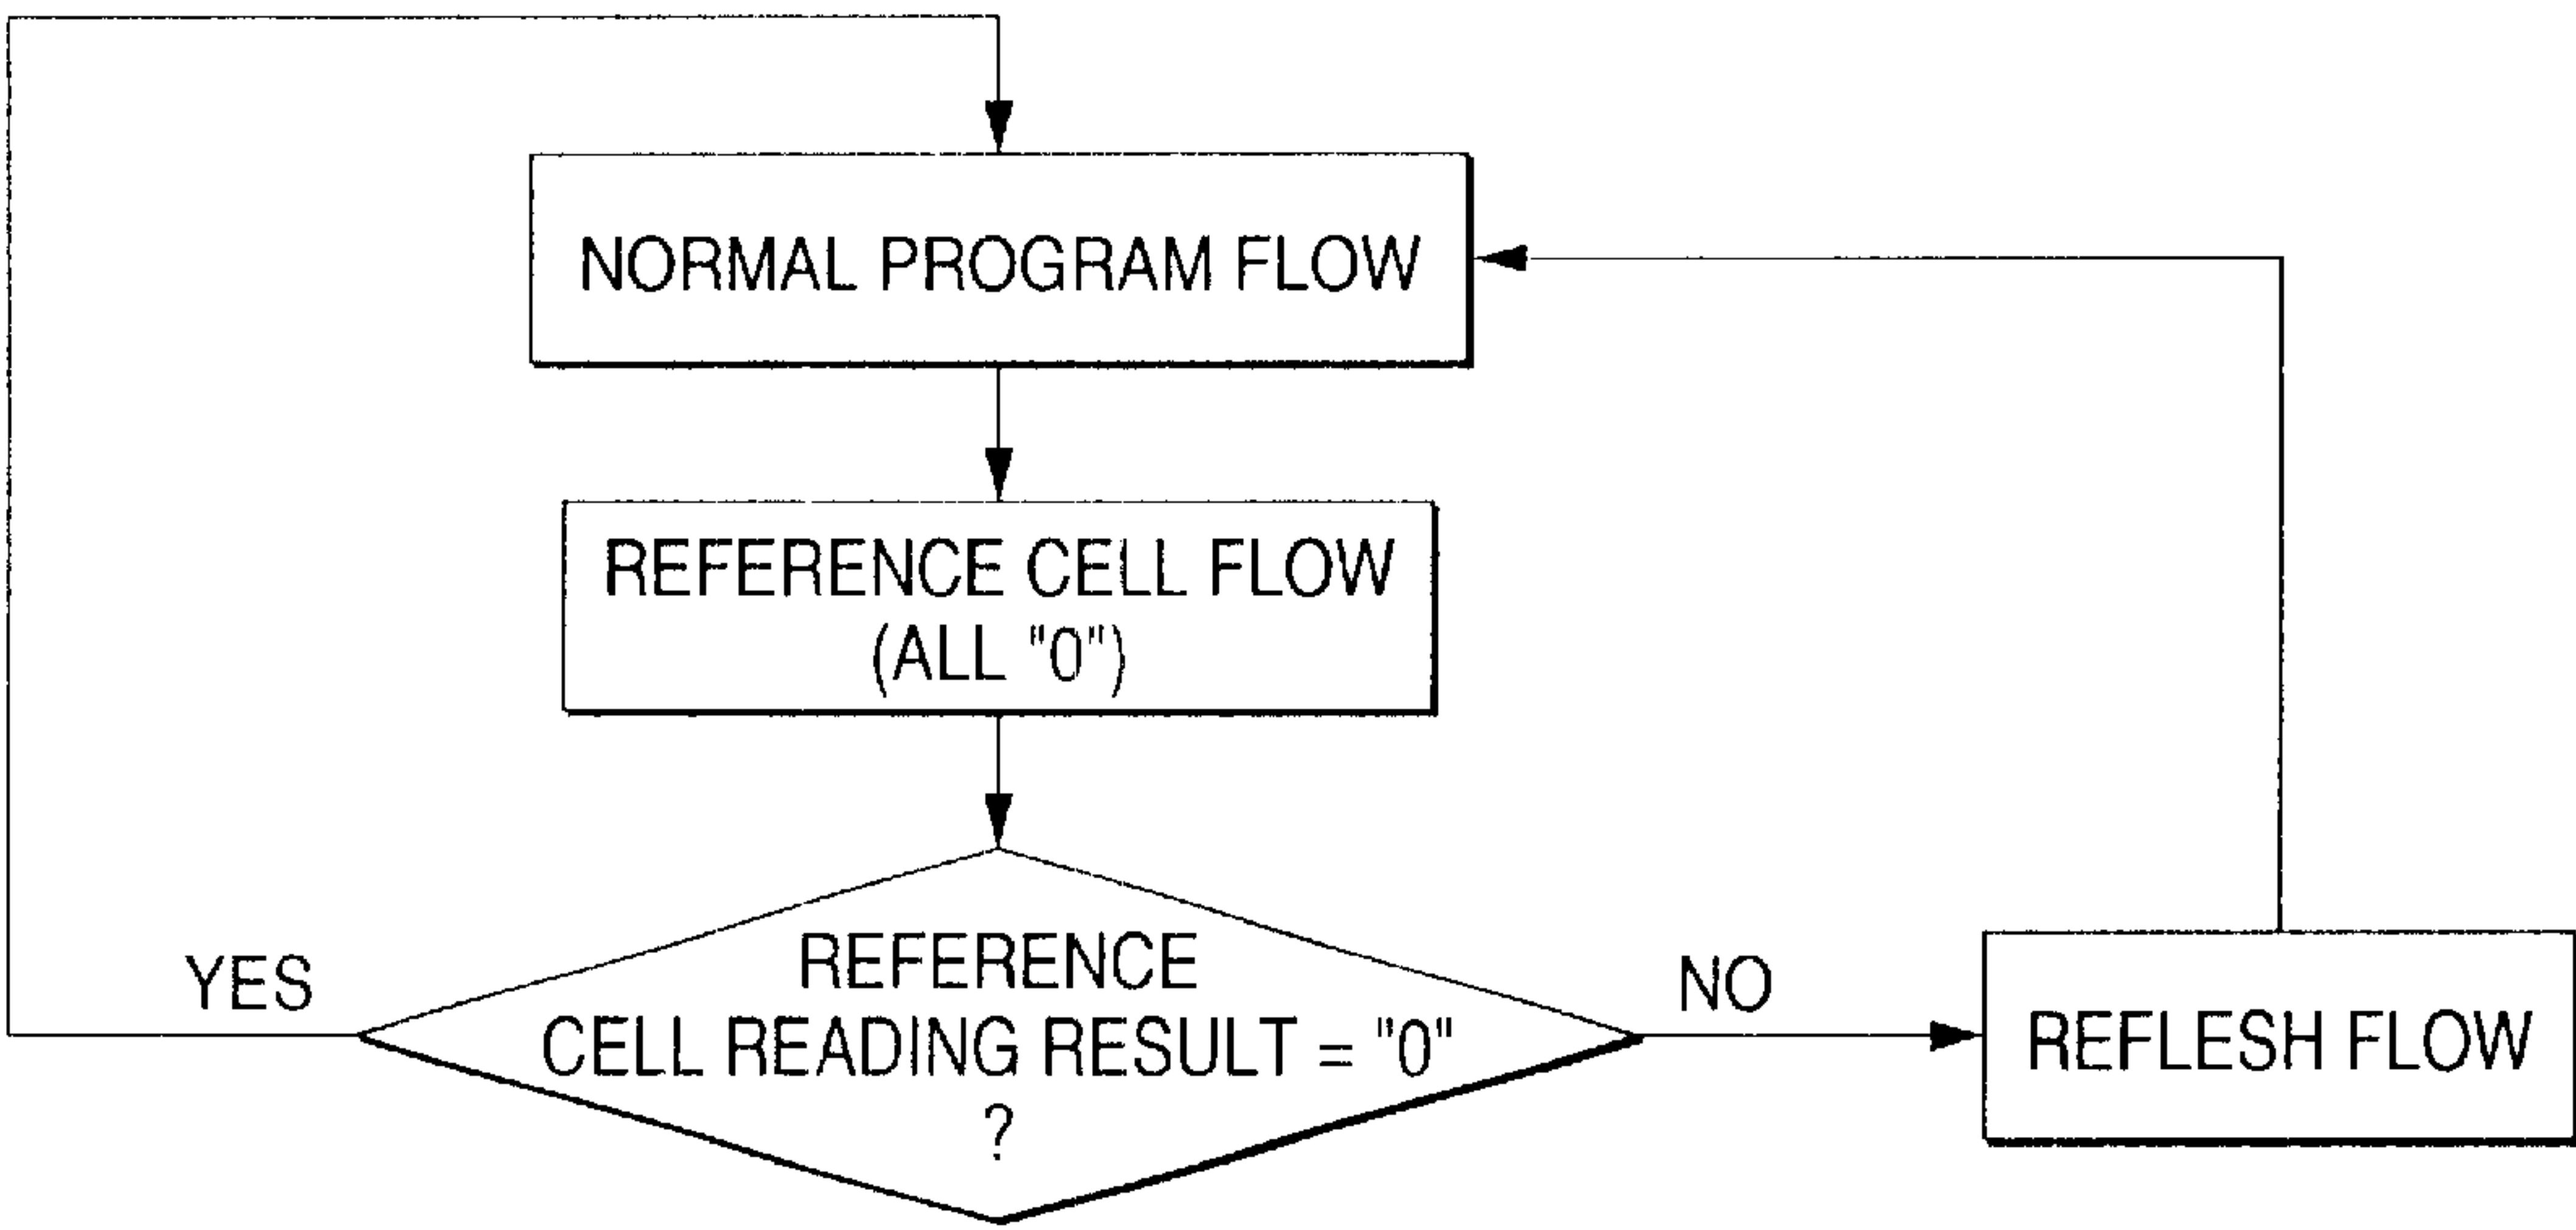 NORMAL PROGRAM FLOW
REFERENCE CELL FLOW
(ALL "0")
YES
REFERENCE
CELL READING RESULT = "0"
?
NO
REFLESH FLOW